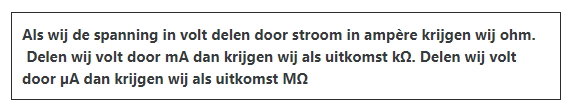 Als wij de spanning in volt delen door stroom in ampère krijgen wij ohm.
Delen wij volt door mA dan krijgen wij als uitkomst kΩ. Delen wij volt
door µA dan krijgen wij als uitkomst MΩ